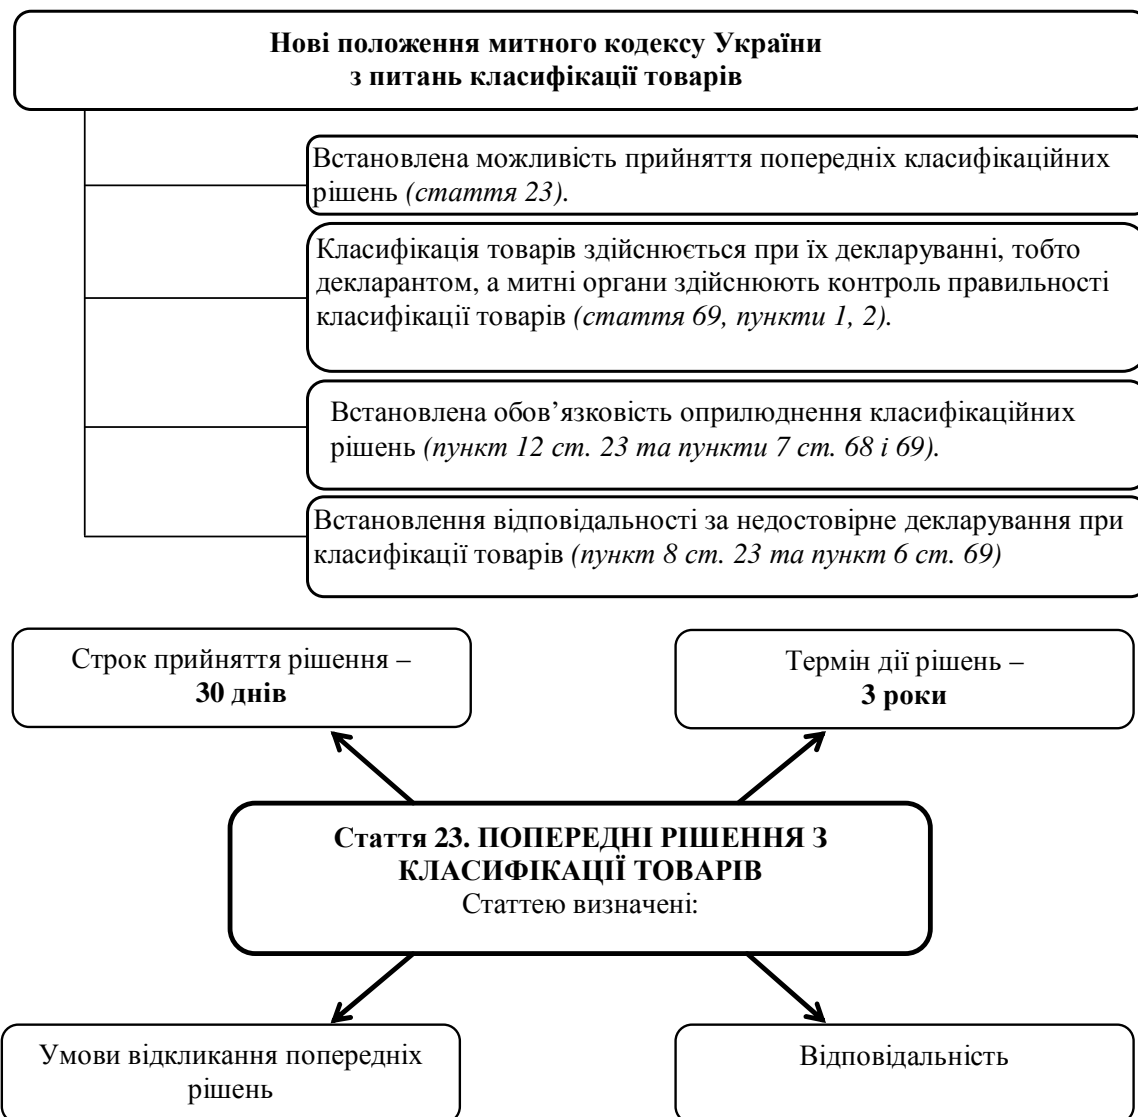 Нові положення митного кодексу України
з питань класифікації товарів
Встановлена можливість прийняття попередніх класифікаційних
рішень (стаття 23).
Класифікація товарів здійснюється при їх декларуванні, тобто
декларантом, а митні органи здійснюють контроль правильності
класифікації товарів (стаття 69, пункти 1, 2).
Встановлена обов’язковість оприлюднення класифікаційних
рішень (пункт 12 ст. 23 та пункти 7 ст. 68 і 69).
Встановлення відповідальності за недостовірне декларування при
класифікації товарів (пункт 8 ст. 23 та пункт 6 ст. 69)
Строк прийняття рішення –
30 днів
Термін дії рішень –
3 роки
Стаття 23. ПОПЕРЕДНІ РІШЕННЯ З
КЛАСИФІКАЦІЇ ТОВАРІВ
Статтею визначені:
Умови відкликання попередніх
рішень
Відповідальність